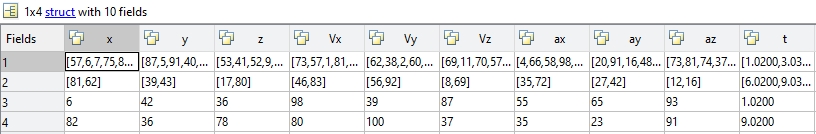 1x4 struct with 10 fields
Fields x y z Vx Vy Vz ax ay az t
1 [57,6,7,75,8... [87,5,91,40,... [53,41,52,9,... [73,57,1,81,... [62,38,2,60,... [69,11,70,57... [4,66,58,98,... [20,91,16,48... [73,81,74,37... [1.0200,3.03...
2 [81,62] [39,43] [17,80] [46,83] [56,92] [8,69] [35,72] [27,42] [12,16] [6.0200,9.03...
3 6 42 36 98 39 87 55 65 93 1.0200
4 82 36 78 80 100 37 35 23 91 9.0200